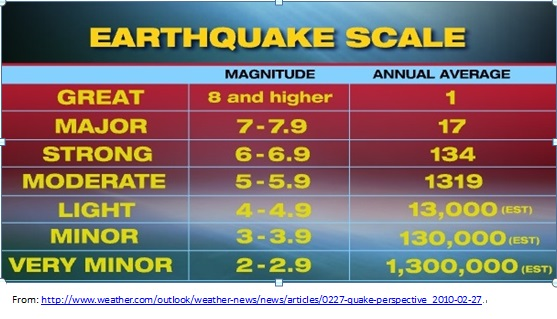 EARTHQUAKE SCALE
MAGNITUDE ANNUAL AVERAGE
GREAT 8 and higher 1
MAJOR 7-7.9 17
STRONG 6-6.9 134
MODERATE 5-5.9 1319
LIGHT 4-4.9 13,000 (EST)
MINOR 3-3.9 130,000 (EST)
VERY MINOR 2-2.9 1,300,000 (EST)
From: http://www.weather.com/outlook/weather-news/news/articles/0227-quake-perspective_2010-02-27.